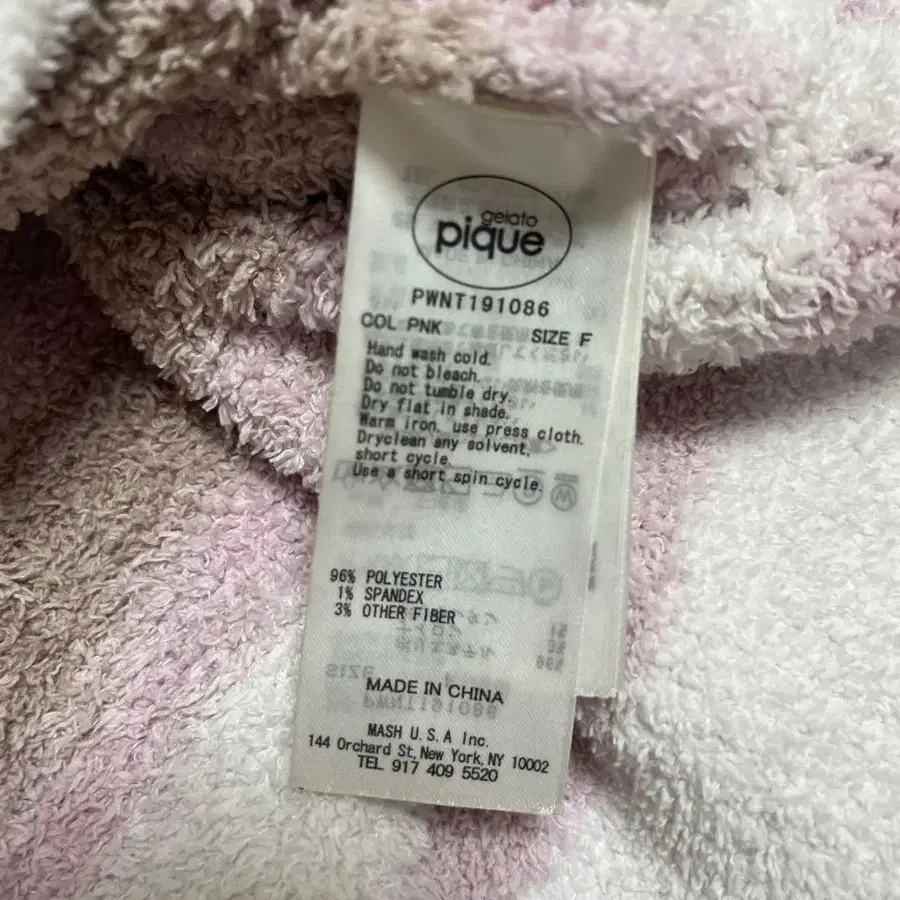 gelato
pique
PWNT191086
COL PNK SIZE F
Hand wash cold.
Do not bleach.
Do not tumble dry.
Dry flat in shade.
Warm iron. use press cloth.
Dryclean any solvent,
short cycle.
Use a short spin cycle.
96% POLYESTER
1% SPANDEX
3% OTHER FIBER
MADE IN CHINA
MASH U.S.A Inc.
144 Orchard St, New York, NY 10002
TEL 917 409 5520